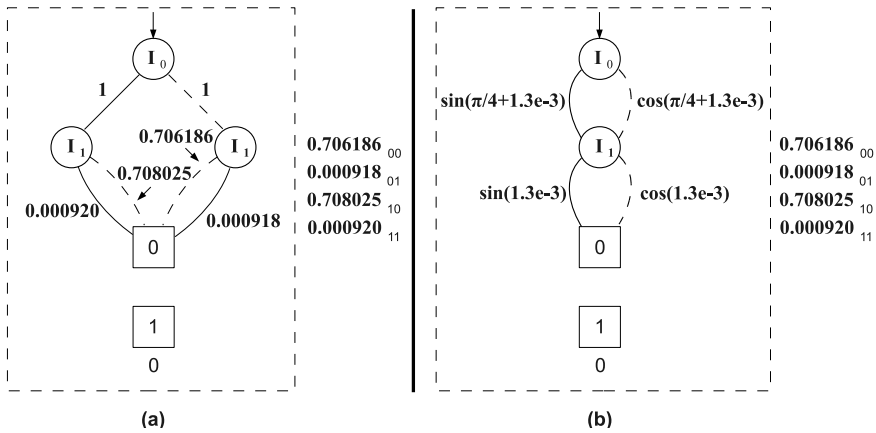 I 0
1 1
0.706186
I 1
I 1
0.708025
0.000920
0.000918
0
1
0
0.706186 00
0.000918 01
0.708025 10
0.000920 11
(a)
I 0
sin(π/4+1.3e-3) cos(π/4+1.3e-3)
I 1
sin(1.3e-3) cos(1.3e-3)
0
1
0
0.706186 00
0.000918 01
0.708025 10
0.000920 11
(b)